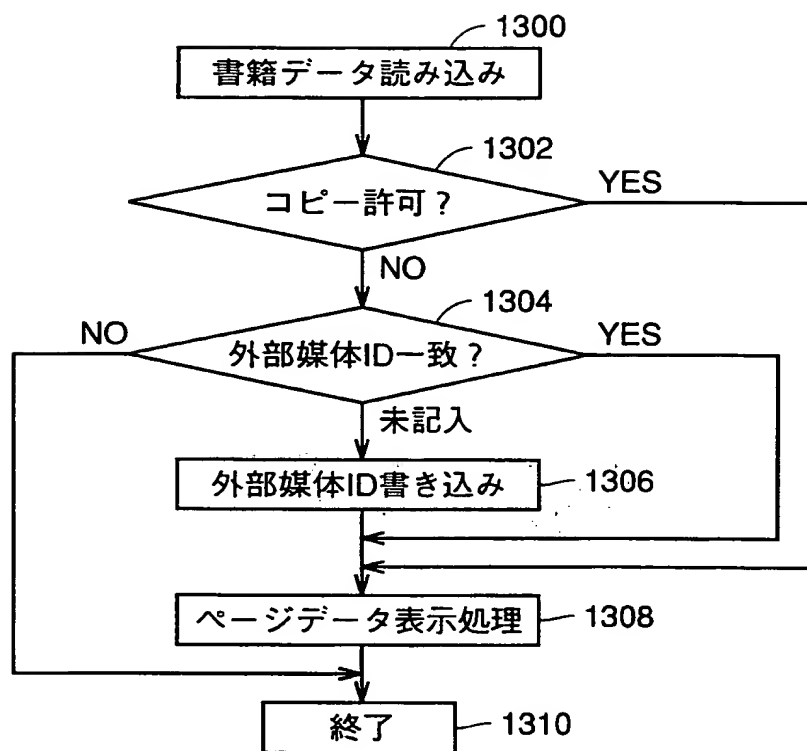 1300
書籍データ読み込み
1302
コピー許可？
YES
NO
1304
NO
外部媒体ID一致？
YES
未記入
外部媒体ID書き込み
1306
ページデータ表示処理
1308
終了
1310